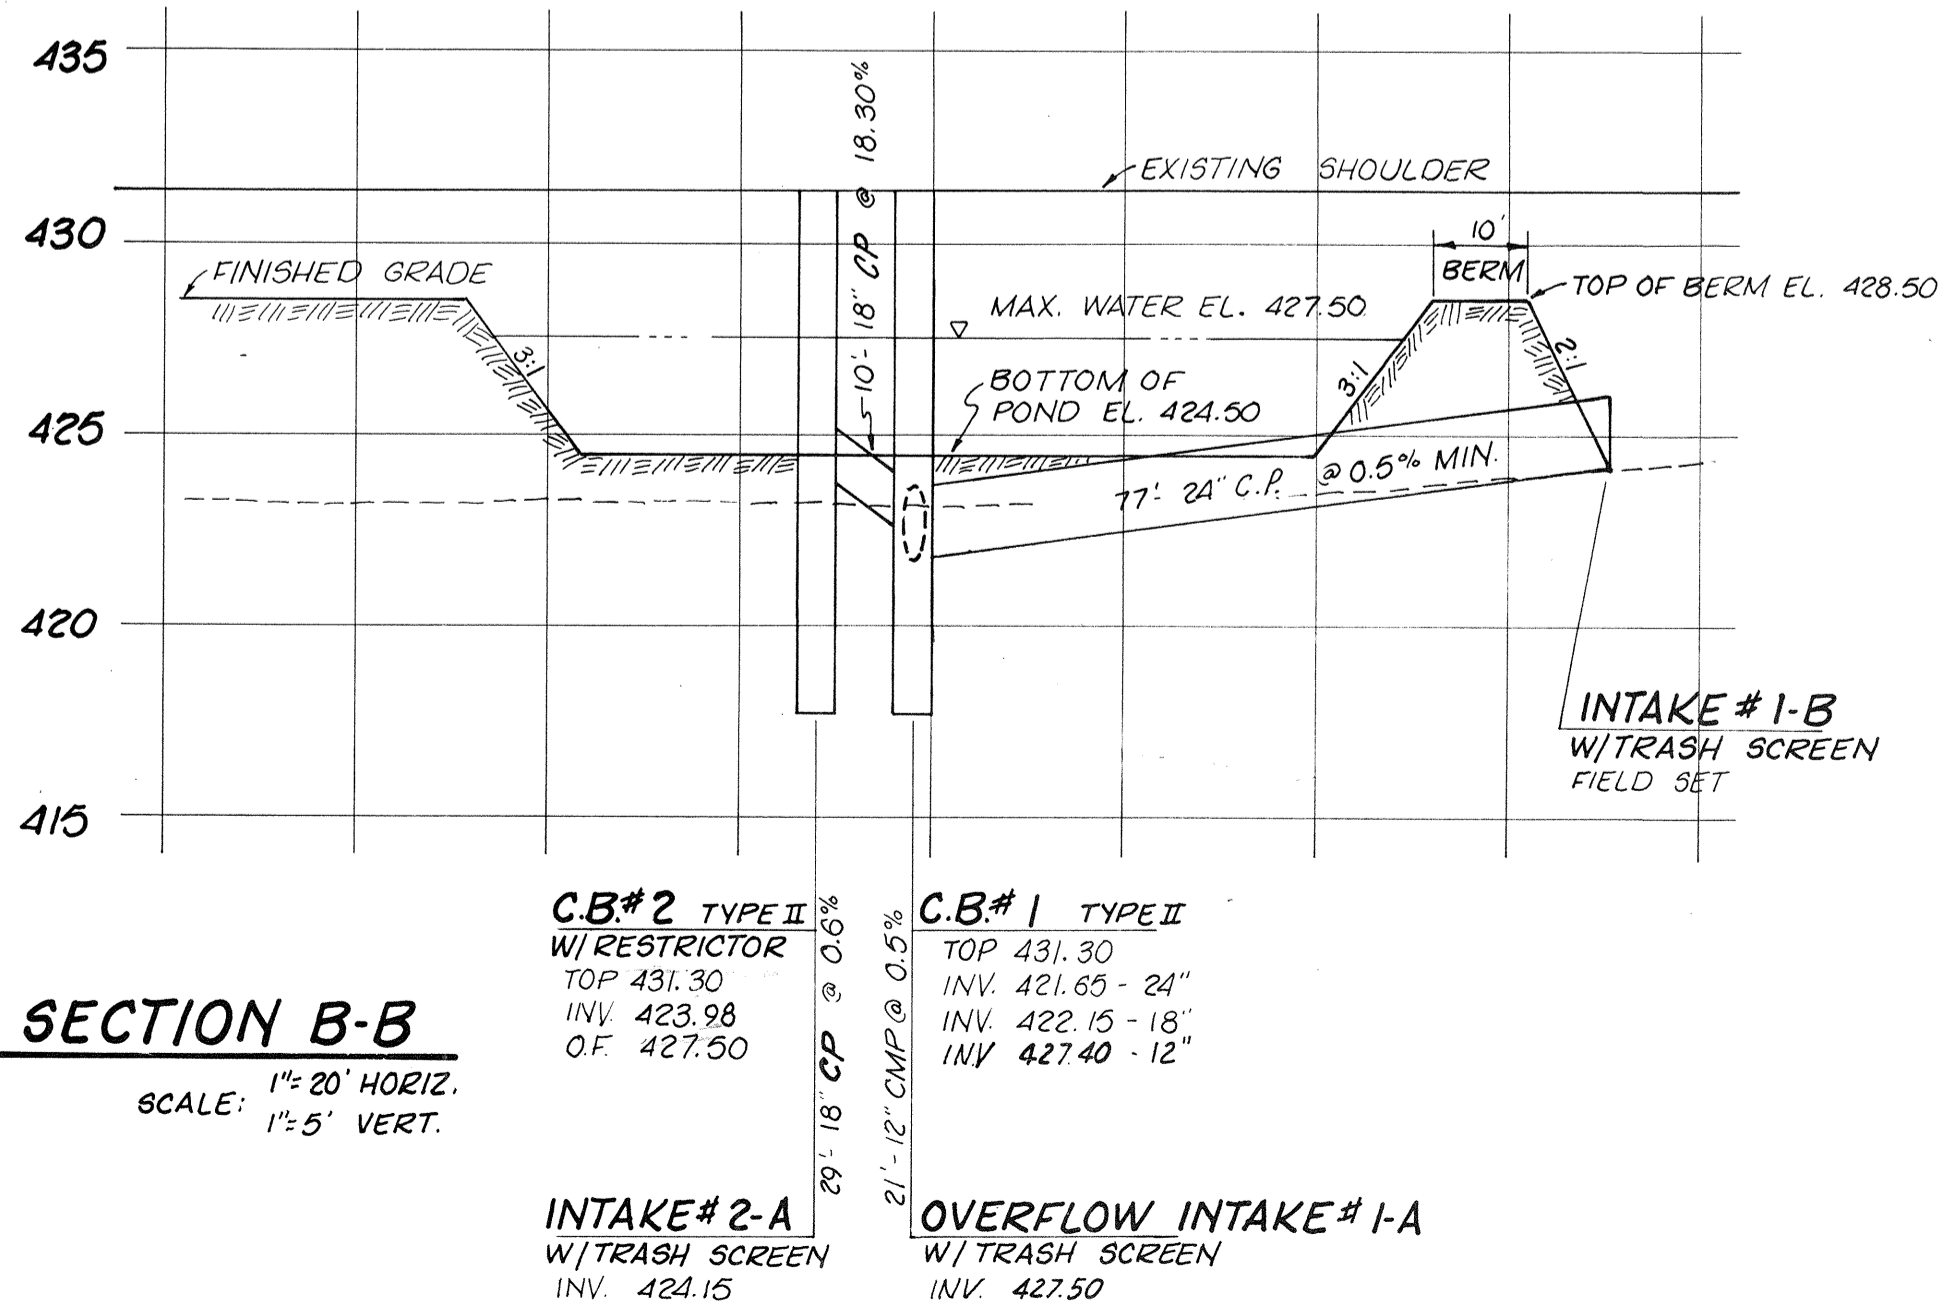 435
EXISTING SHOULDER
430
10'
BERM
FINISHED GRADE
TOP OF BERM EL. 428.50
MAX. WATER EL. 427.50
10'- 18" CP @ 18.30%
3:1
3:1
2:1
BOTTOM OF
POND EL. 424.50
425
77'- 24" C.P. @ 0.5% MIN.
420
INTAKE # 1-B
W/TRASH SCREEN
FIELD SET
415
C.B.# 2 TYPE II
W/RESTRICTOR
TOP 431.30
INV. 423.98
O.F. 427.50
29'- 18" CP @ 0.6%
21'- 12" CMP @ 0.5%
C.B.# 1 TYPE II
TOP 431.30
INV. 421.65 - 24"
INV. 422.15 - 18"
INV 427.40 - 12"
SECTION B-B
SCALE: 1"=20' HORIZ.
1"=5' VERT.
INTAKE# 2-A
W/TRASH SCREEN
INV. 424.15
OVERFLOW INTAKE# 1-A
W/TRASH SCREEN
INV. 427.50